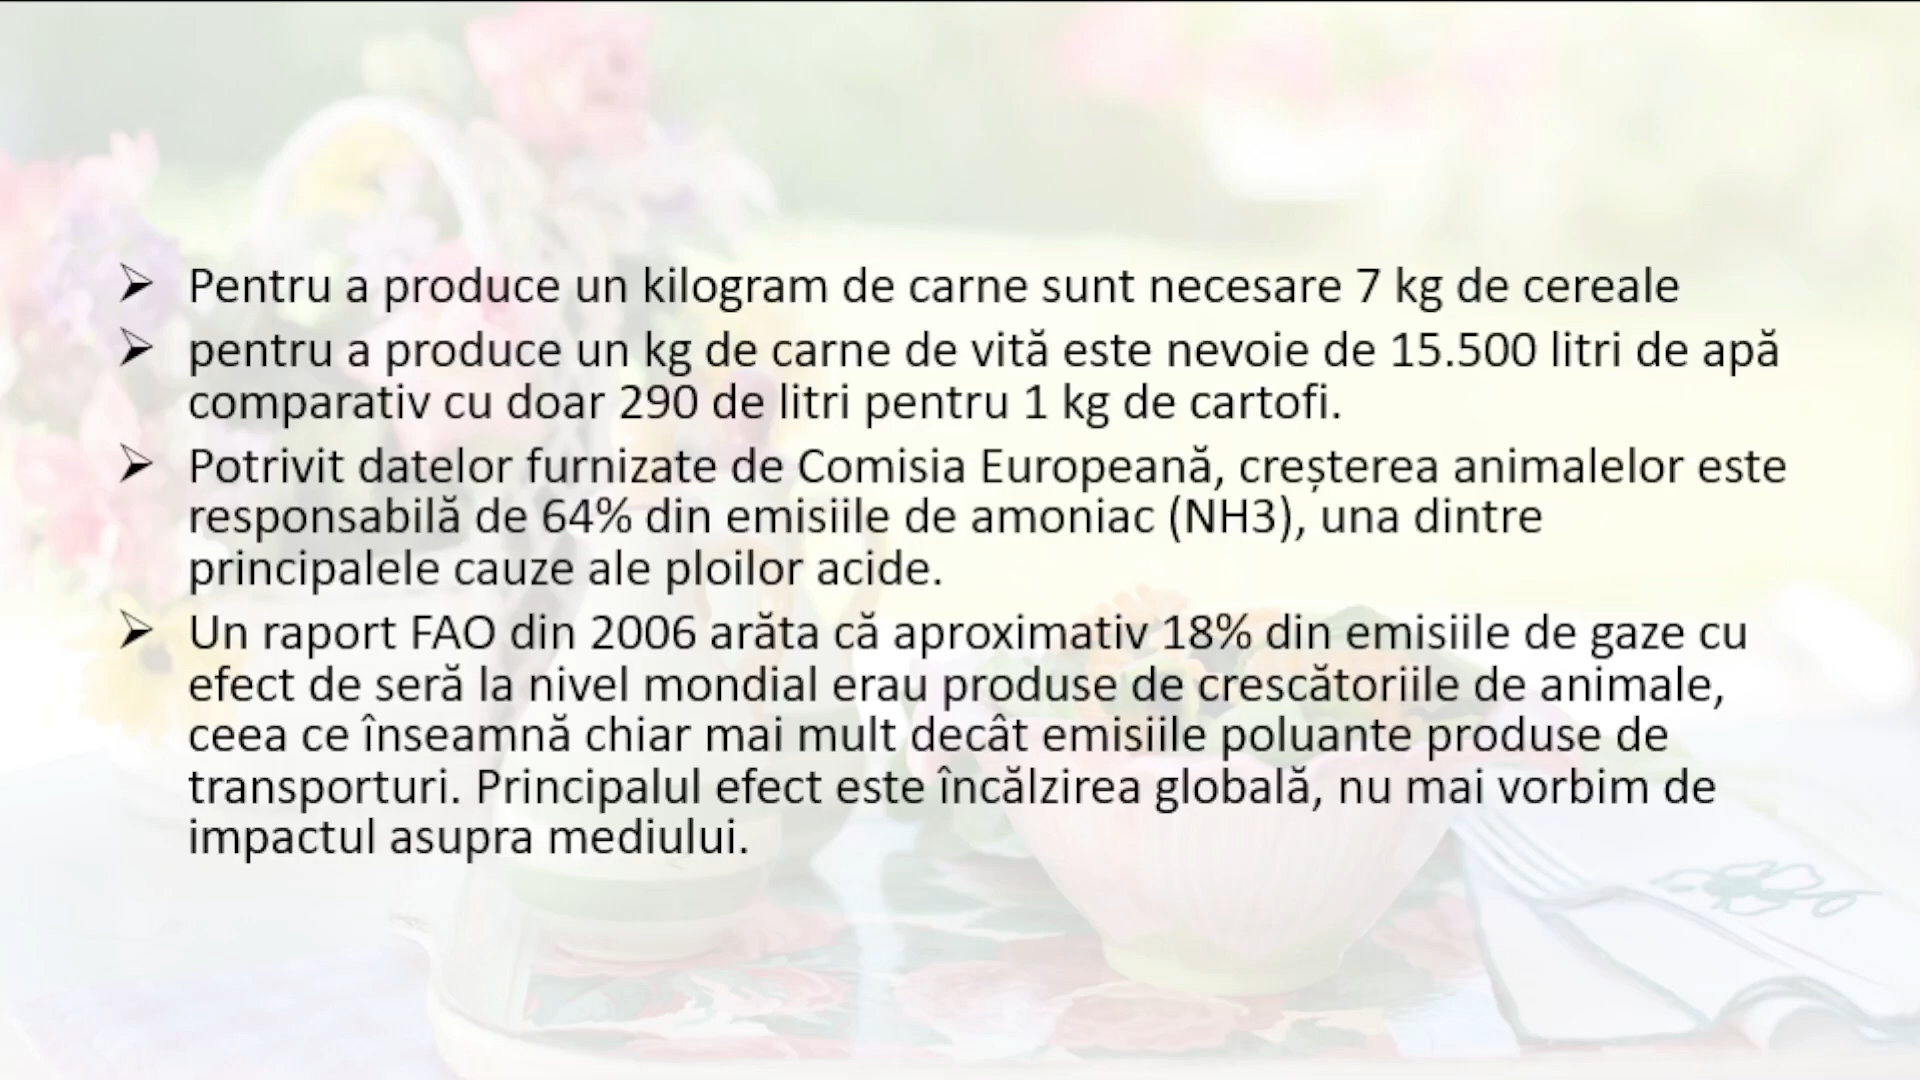 Pentru a produce un kilogram de carne sunt necesare 7 kg de cereale
pentru a produce un kg de carne de vită este nevoie de 15.500 litri de apă
comparativ cu doar 290 de litri pentru 1 kg de cartofi.
Potrivit datelor furnizate de Comisia Europeană, creșterea animalelor este
responsabilă de 64% din emisiile de amoniac (NH3), una dintre
principalele cauze ale ploilor acide.
Un raport FAO din 2006 arăta că aproximativ 18% din emisiile de gaze cu
efect de seră la nivel mondial erau produse de crescătoriile de animale,
ceea ce înseamnă chiar mai mult decât emisiile poluante produse de
transporturi. Principalul efect este încălzirea globală, nu mai vorbim de
impactul asupra mediului.